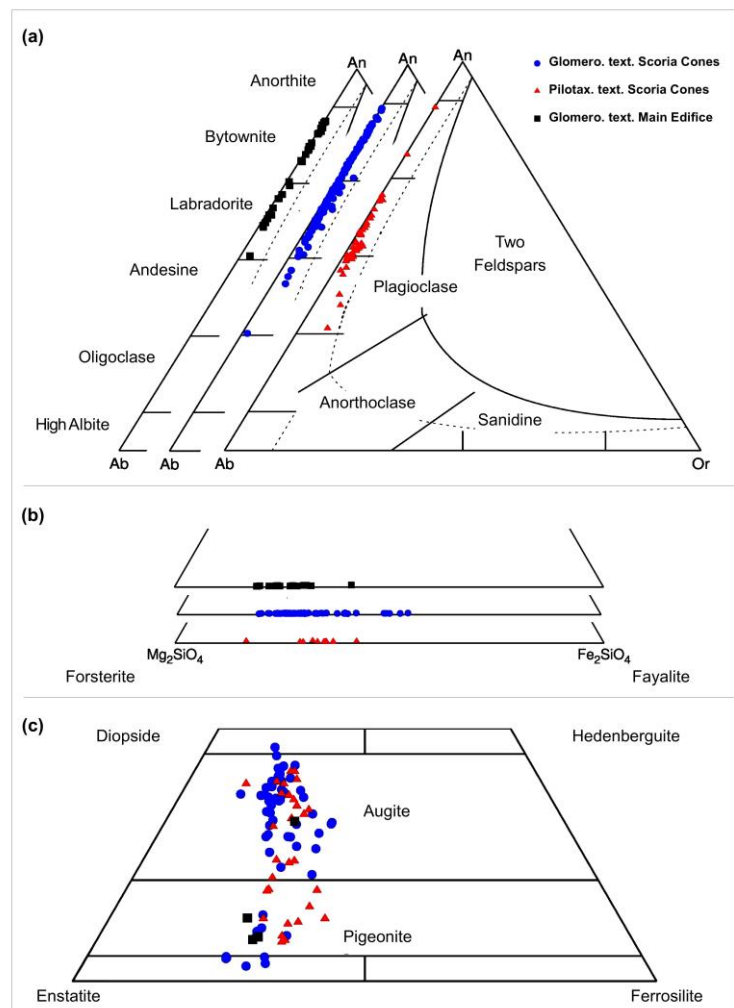 (a)
An
An
An
Anorthite
Bytownite
Labradorite
Andesine
Oligoclase
High Albite
Ab
Ab
Ab
Or
Glomero. text. Scoria Cones
Pilotax. text. Scoria Cones
Glomero. text. Main Edifice
Two
Feldspars
Plagioclase
Anorthoclase
Sanidine
(b)
Mg₂SiO₄
Fe₂SiO₄
Forsterite
Fayalite
(c)
Diopside
Hedenberguite
Augite
Pigeonite
Enstatite
Ferrosilite